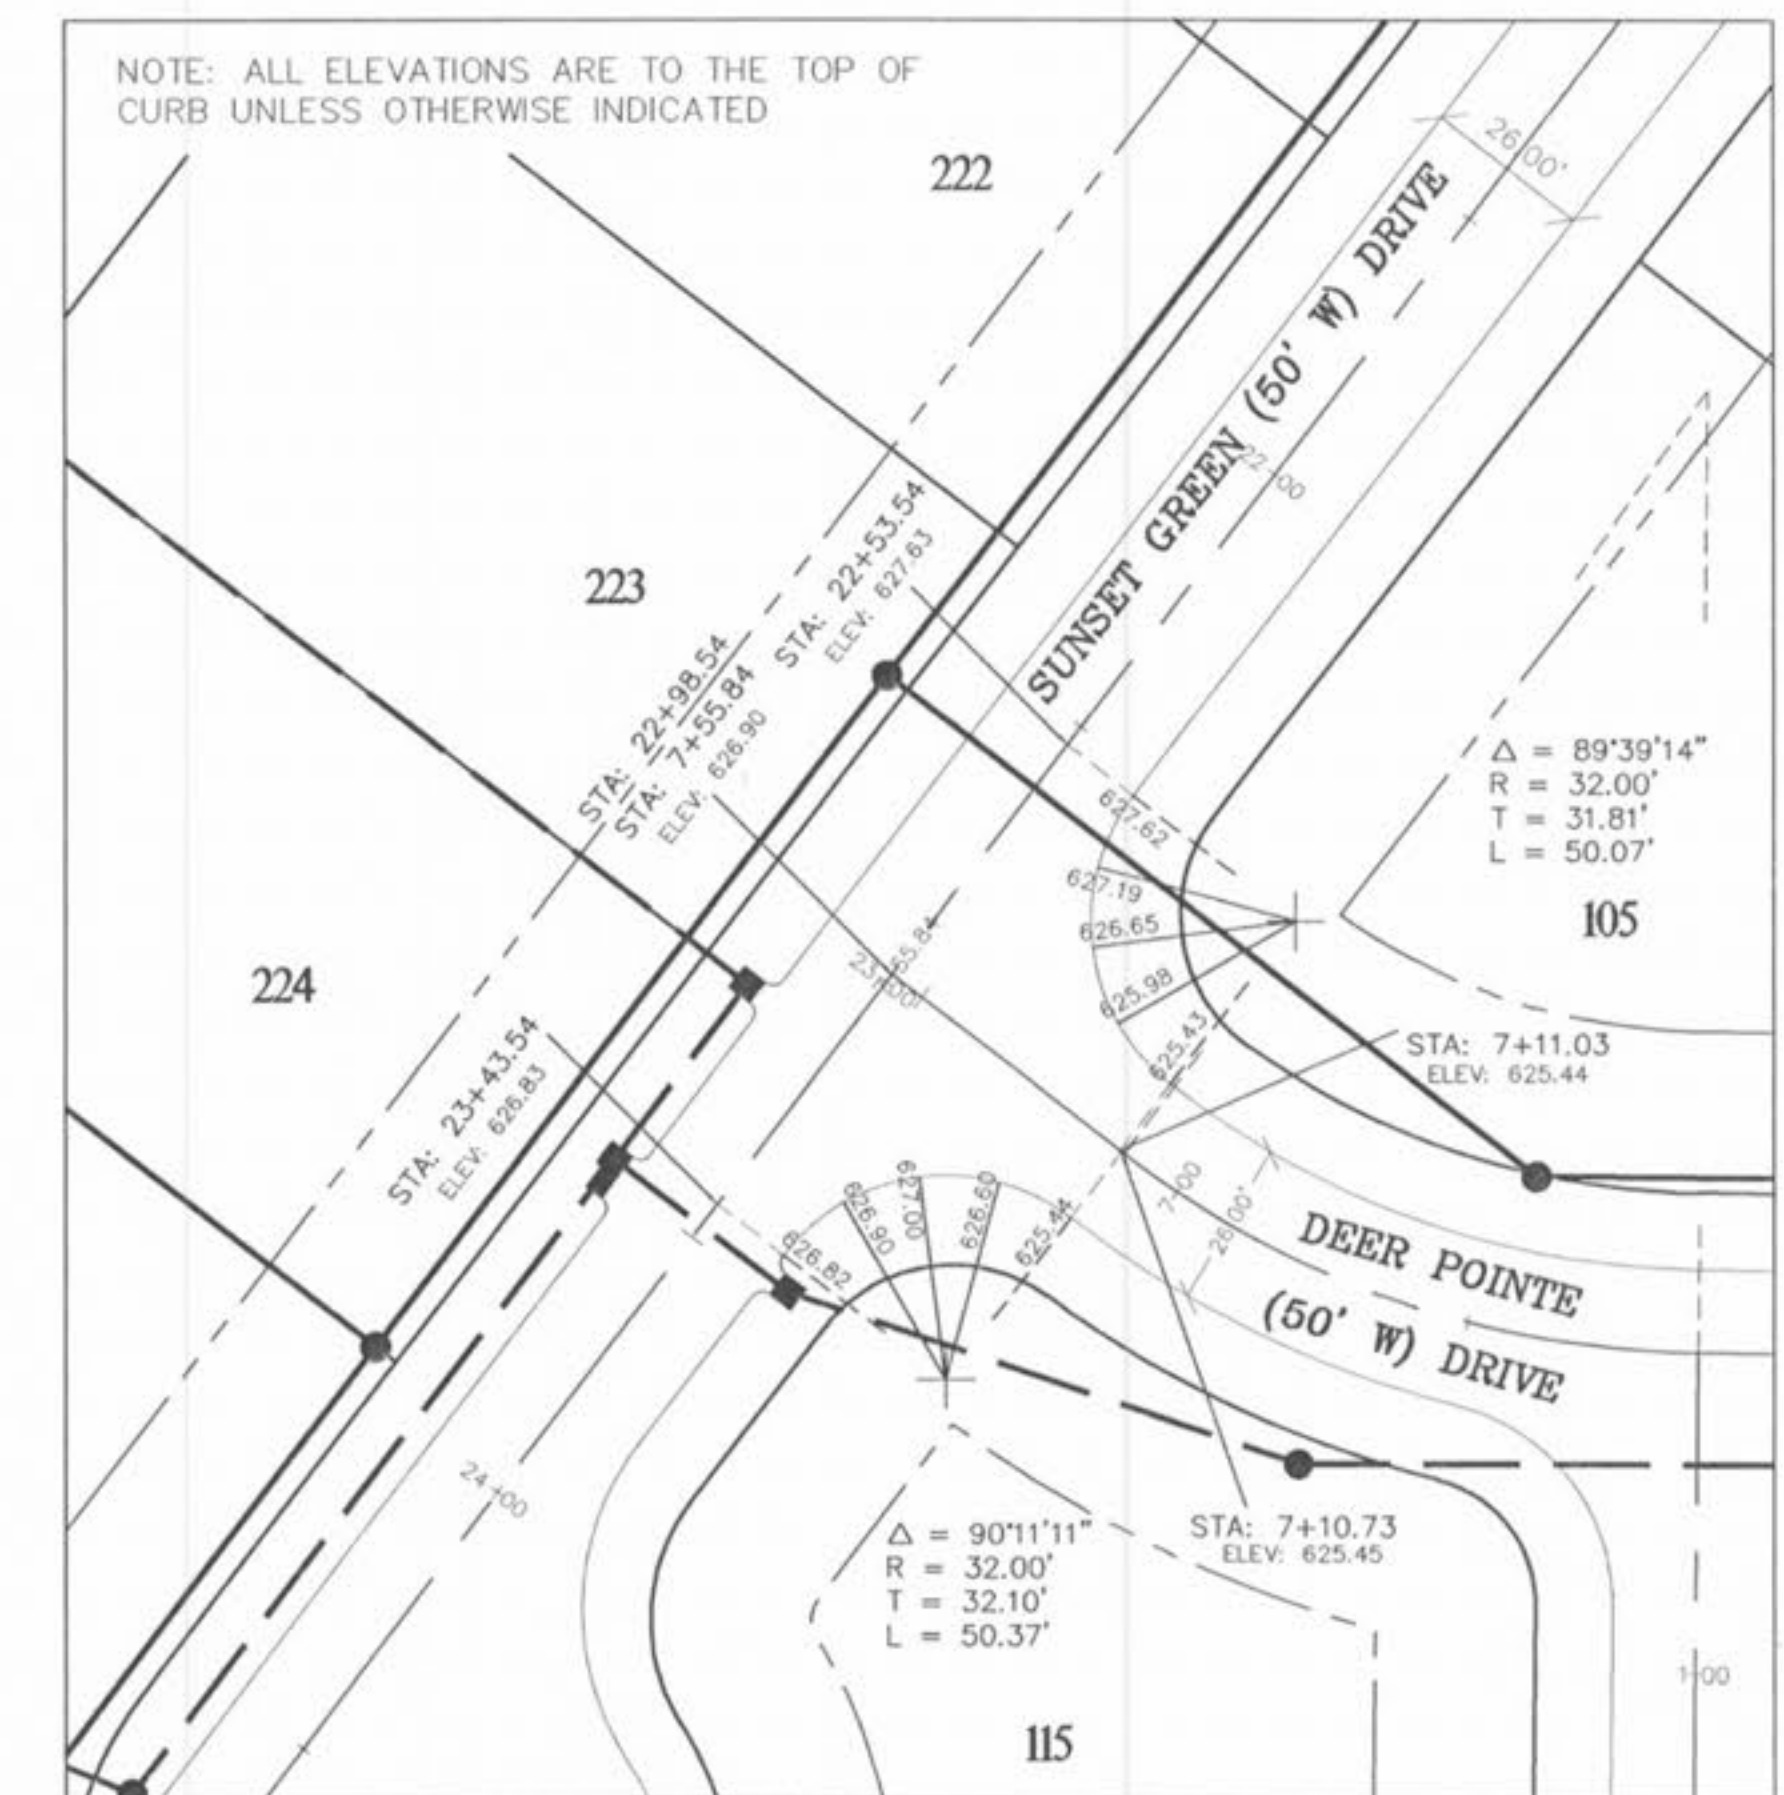 NOTE: ALL ELEVATIONS ARE TO THE TOP OF
CURB UNLESS OTHERWISE INDICATED
222
26.00'
SUNSET GREEN (50' W) DRIVE
22+00
223
STA: 22+53.54
ELEV: 627.63
STA: 22+98.54
STA: 7+55.84
ELEV: 626.90
Δ = 89°39'14"
R = 32.00'
T = 31.81'
L = 50.07'
105
627.62
627.19
626.65
625.98
625.43
23+00
224
STA: 23+43.54
ELEV: 626.83
STA: 7+11.03
ELEV: 625.44
626.82
626.90
627.00
626.60
625.44
7+00
26.00'
DEER POINTE
(50' W) DRIVE
24+00
STA: 7+10.73
ELEV: 625.45
Δ = 90°11'11"
R = 32.00'
T = 32.10'
L = 50.37'
1+00
115